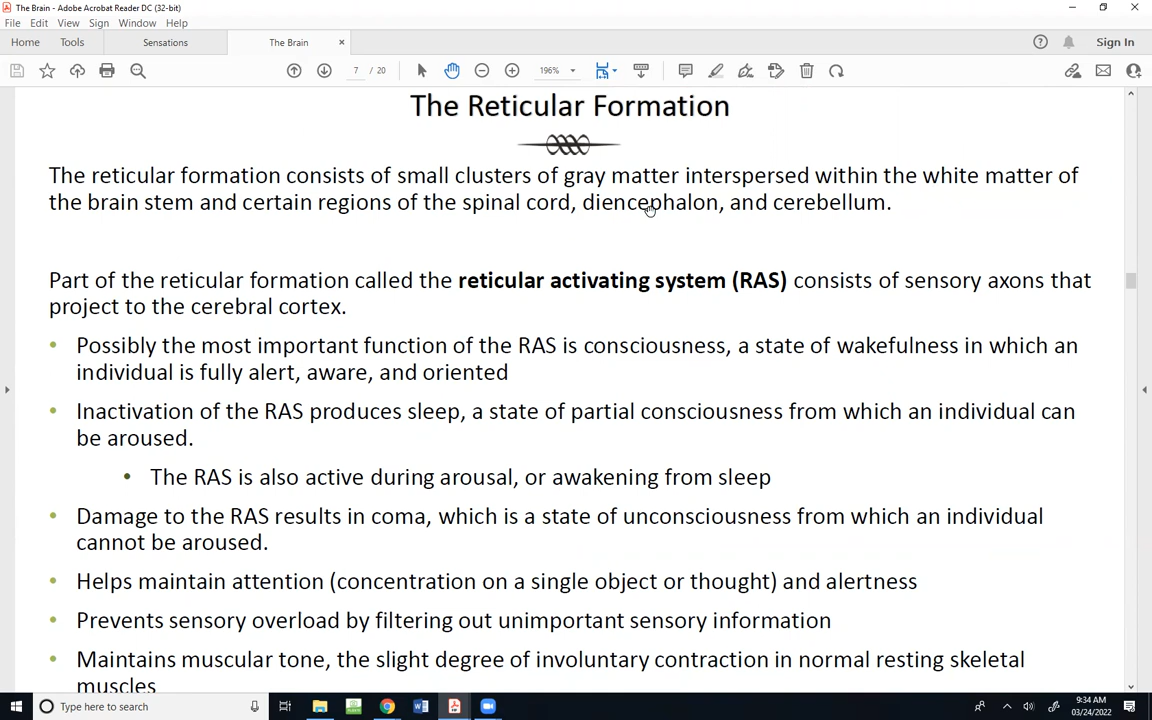 The Brain - Adobe Acrobat Reader DC (32-bit)
File Edit View Sign Window Help
Home Tools Sensations The Brain × Sign In
7 / 20 196%
The Reticular Formation
The reticular formation consists of small clusters of gray matter interspersed within the white matter of
the brain stem and certain regions of the spinal cord, diencephalon, and cerebellum.
Part of the reticular formation called the reticular activating system (RAS) consists of sensory axons that
project to the cerebral cortex.
• Possibly the most important function of the RAS is consciousness, a state of wakefulness in which an
individual is fully alert, aware, and oriented
• Inactivation of the RAS produces sleep, a state of partial consciousness from which an individual can
be aroused.
• The RAS is also active during arousal, or awakening from sleep
• Damage to the RAS results in coma, which is a state of unconsciousness from which an individual
cannot be aroused.
• Helps maintain attention (concentration on a single object or thought) and alertness
• Prevents sensory overload by filtering out unimportant sensory information
• Maintains muscular tone, the slight degree of involuntary contraction in normal resting skeletal
muscles
Type here to search
9:34 AM
03/24/2022